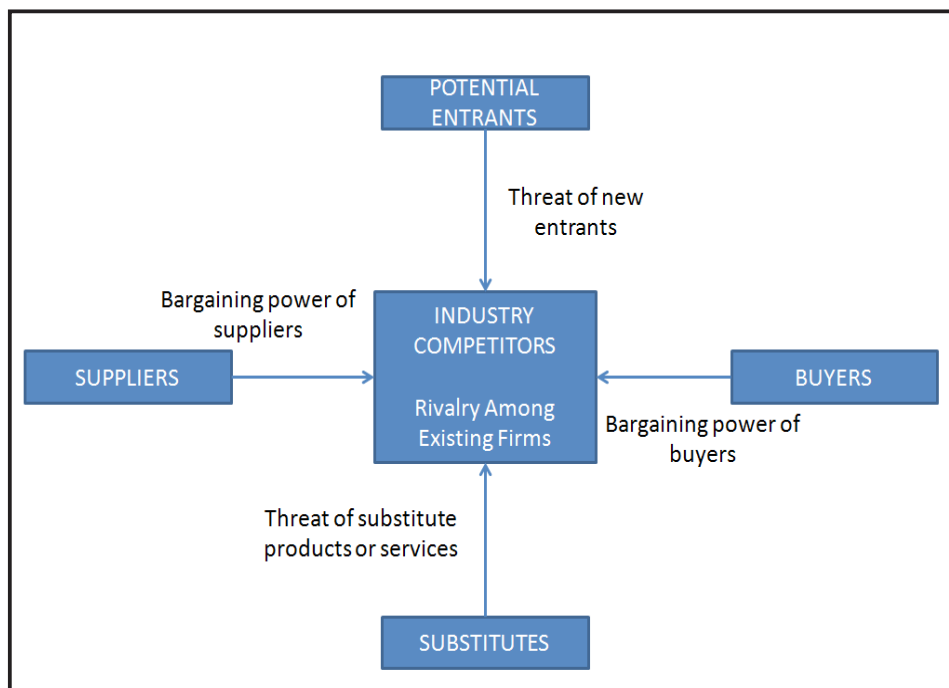 POTENTIAL
ENTRANTS
Threat of new
entrants
Bargaining power of
suppliers
INDUSTRY
COMPETITORS
Rivalry Among
Existing Firms
SUPPLIERS
BUYERS
Bargaining power of
buyers
Threat of substitute
products or services
SUBSTITUTES